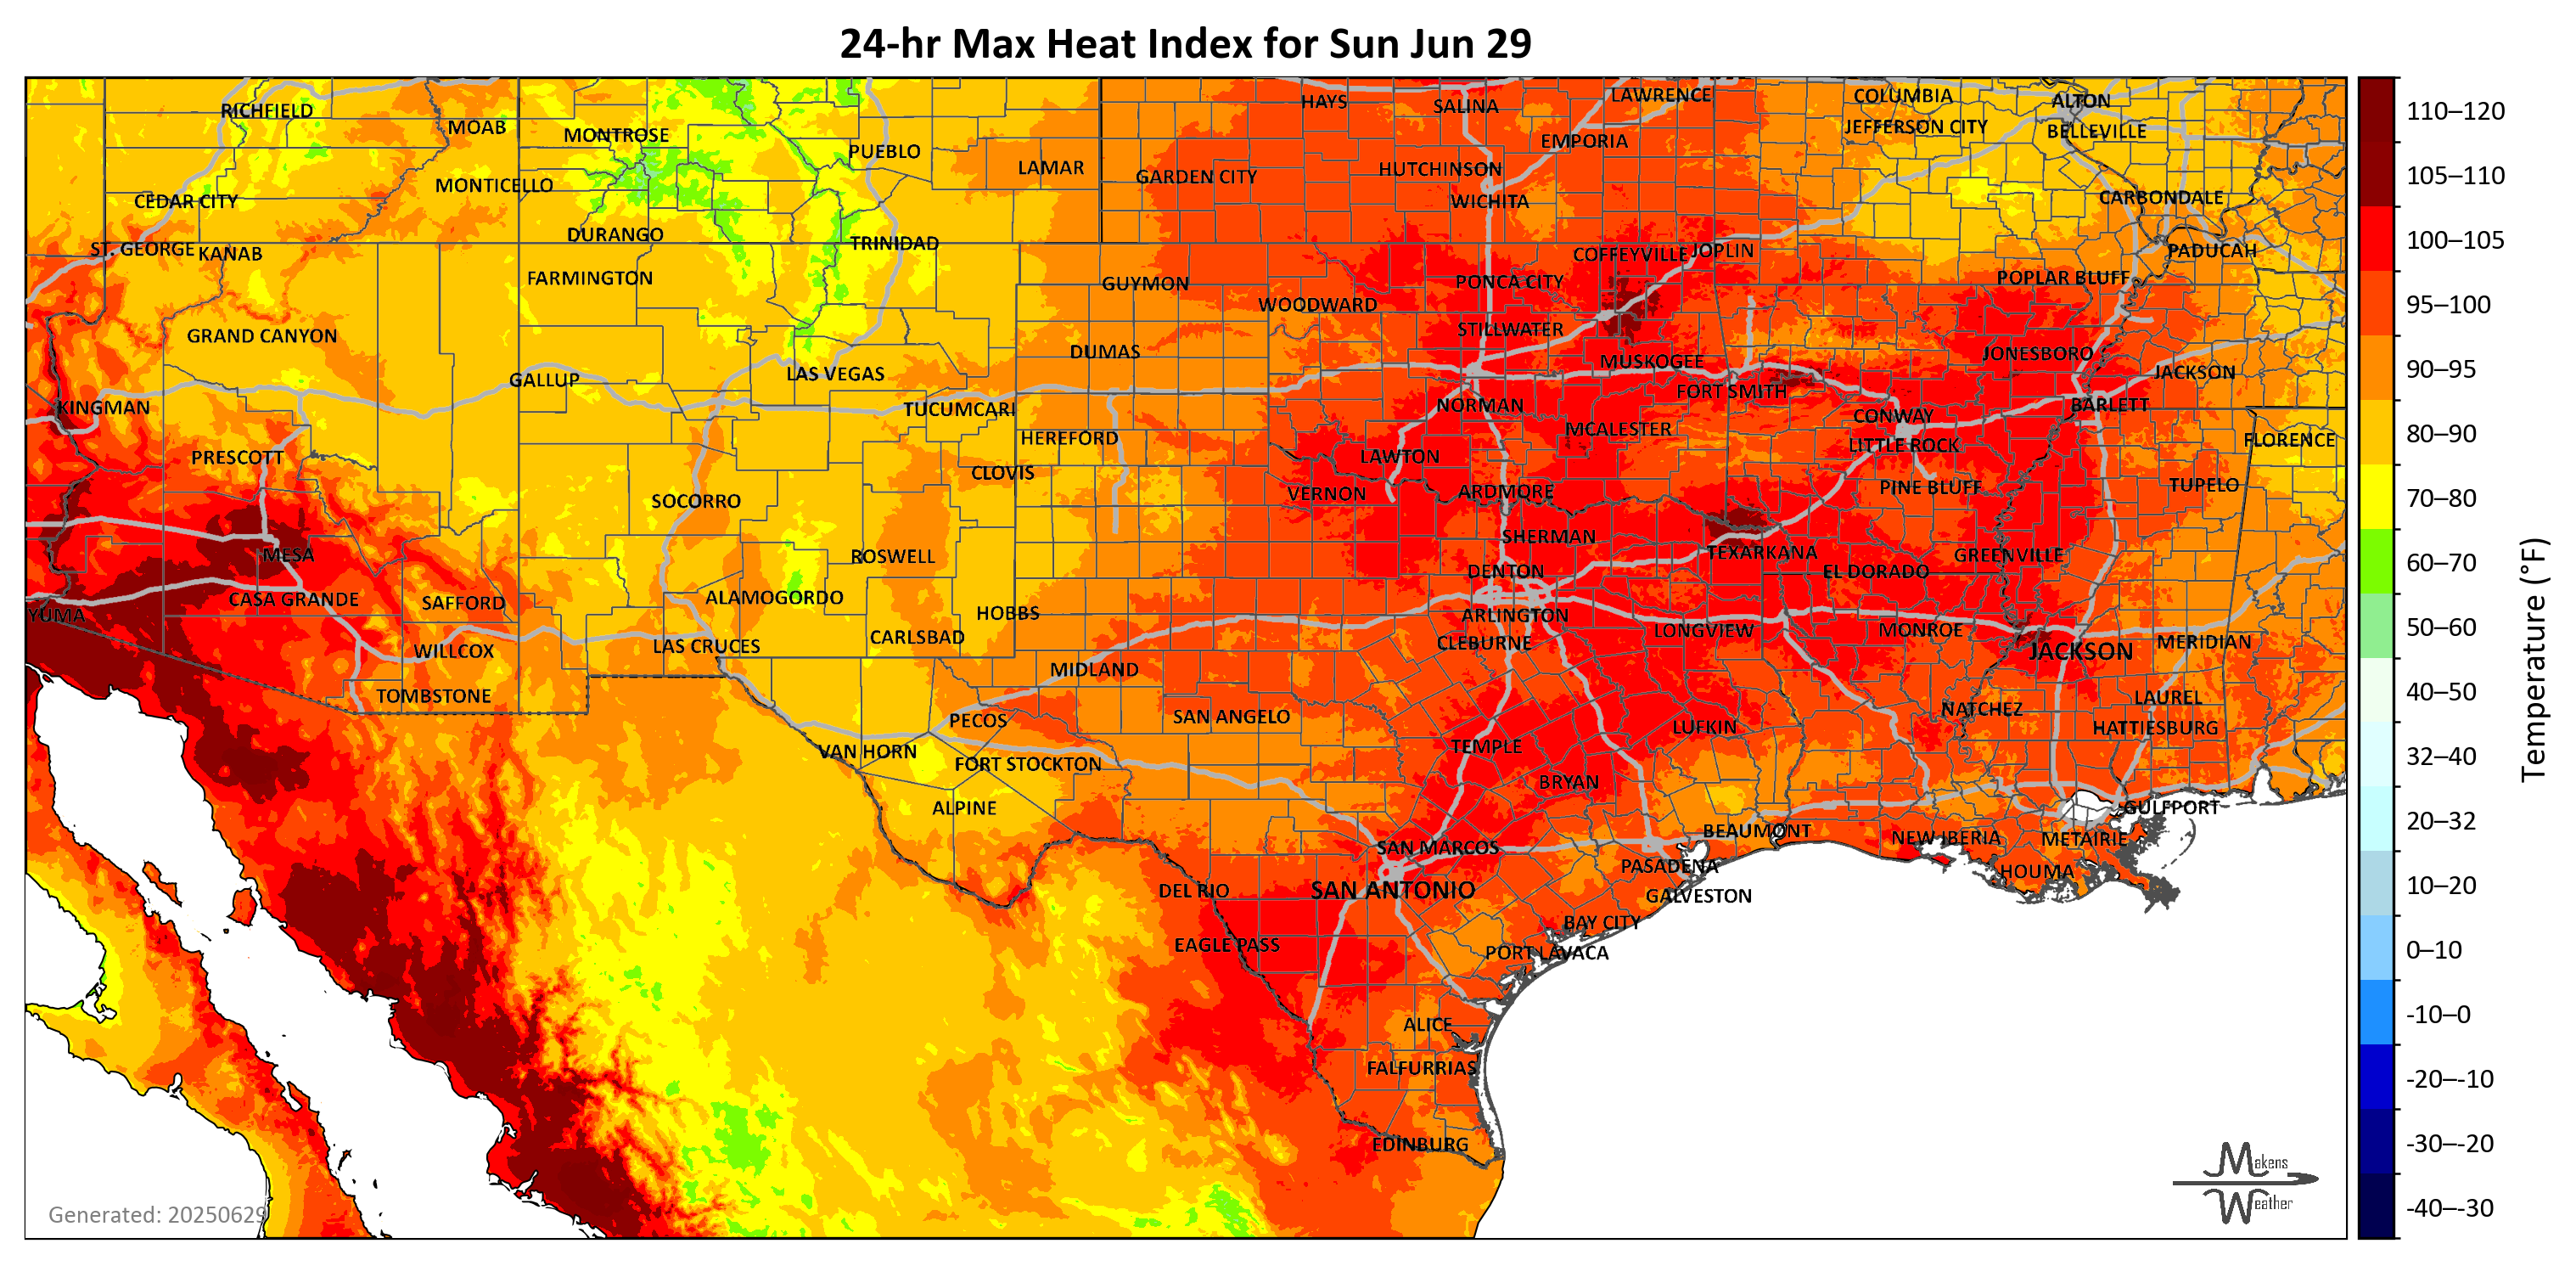 24-hr Max Heat Index for Sun Jun 29
RICHFIELD
MOAB
MONTROSE
PUEBLO
LAMAR
GARDEN CITY
HAYS
SALINA
LAWRENCE
EMPORIA
HUTCHINSON
WICHITA
COLUMBIA
JEFFERSON CITY
ALTON
BELLEVILLE
CARBONDALE
CEDAR CITY
MONTICELLO
DURANGO
TRINIDAD
ST. GEORGE
KANAB
FARMINGTON
GUYMON
WOODWARD
PONCA CITY
COFFEYVILLE
JOPLIN
POPLAR BLUFF
PADUCAH
GRAND CANYON
GALLUP
LAS VEGAS
DUMAS
STILLWATER
MUSKOGEE
FORT SMITH
JONESBORO
JACKSON
KINGMAN
TUCUMCARI
HEREFORD
NORMAN
MCALESTER
CONWAY
LITTLE ROCK
BARLETT
FLORENCE
PRESCOTT
SOCORRO
CLOVIS
LAWTON
VERNON
ARDMORE
PINE BLUFF
TUPELO
MESA
ROSWELL
SHERMAN
TEXARKANA
GREENVILLE
CASA GRANDE
SAFFORD
ALAMOGORDO
HOBBS
DENTON
EL DORADO
YUMA
WILLCOX
LAS CRUCES
CARLSBAD
ARLINGTON
CLEBURNE
LONGVIEW
MONROE
JACKSON
MERIDIAN
TOMBSTONE
MIDLAND
PECOS
SAN ANGELO
LUFKIN
NATCHEZ
LAUREL
HATTIESBURG
VAN HORN
FORT STOCKTON
TEMPLE
BRYAN
ALPINE
GULFPORT
BEAUMONT
NEW IBERIA
METAIRIE
SAN MARCOS
PASADENA
HOUMA
DEL RIO
SAN ANTONIO
GALVESTON
BAY CITY
EAGLE PASS
PORT LAVACA
ALICE
FALFURRIAS
EDINBURG
Generated: 20250629
Makens
Weather
110–120
105–110
100–105
95–100
90–95
80–90
70–80
60–70
50–60
40–50
32–40
20–32
10–20
0–10
-10–0
-20–-10
-30–-20
-40–-30
Temperature (°F)